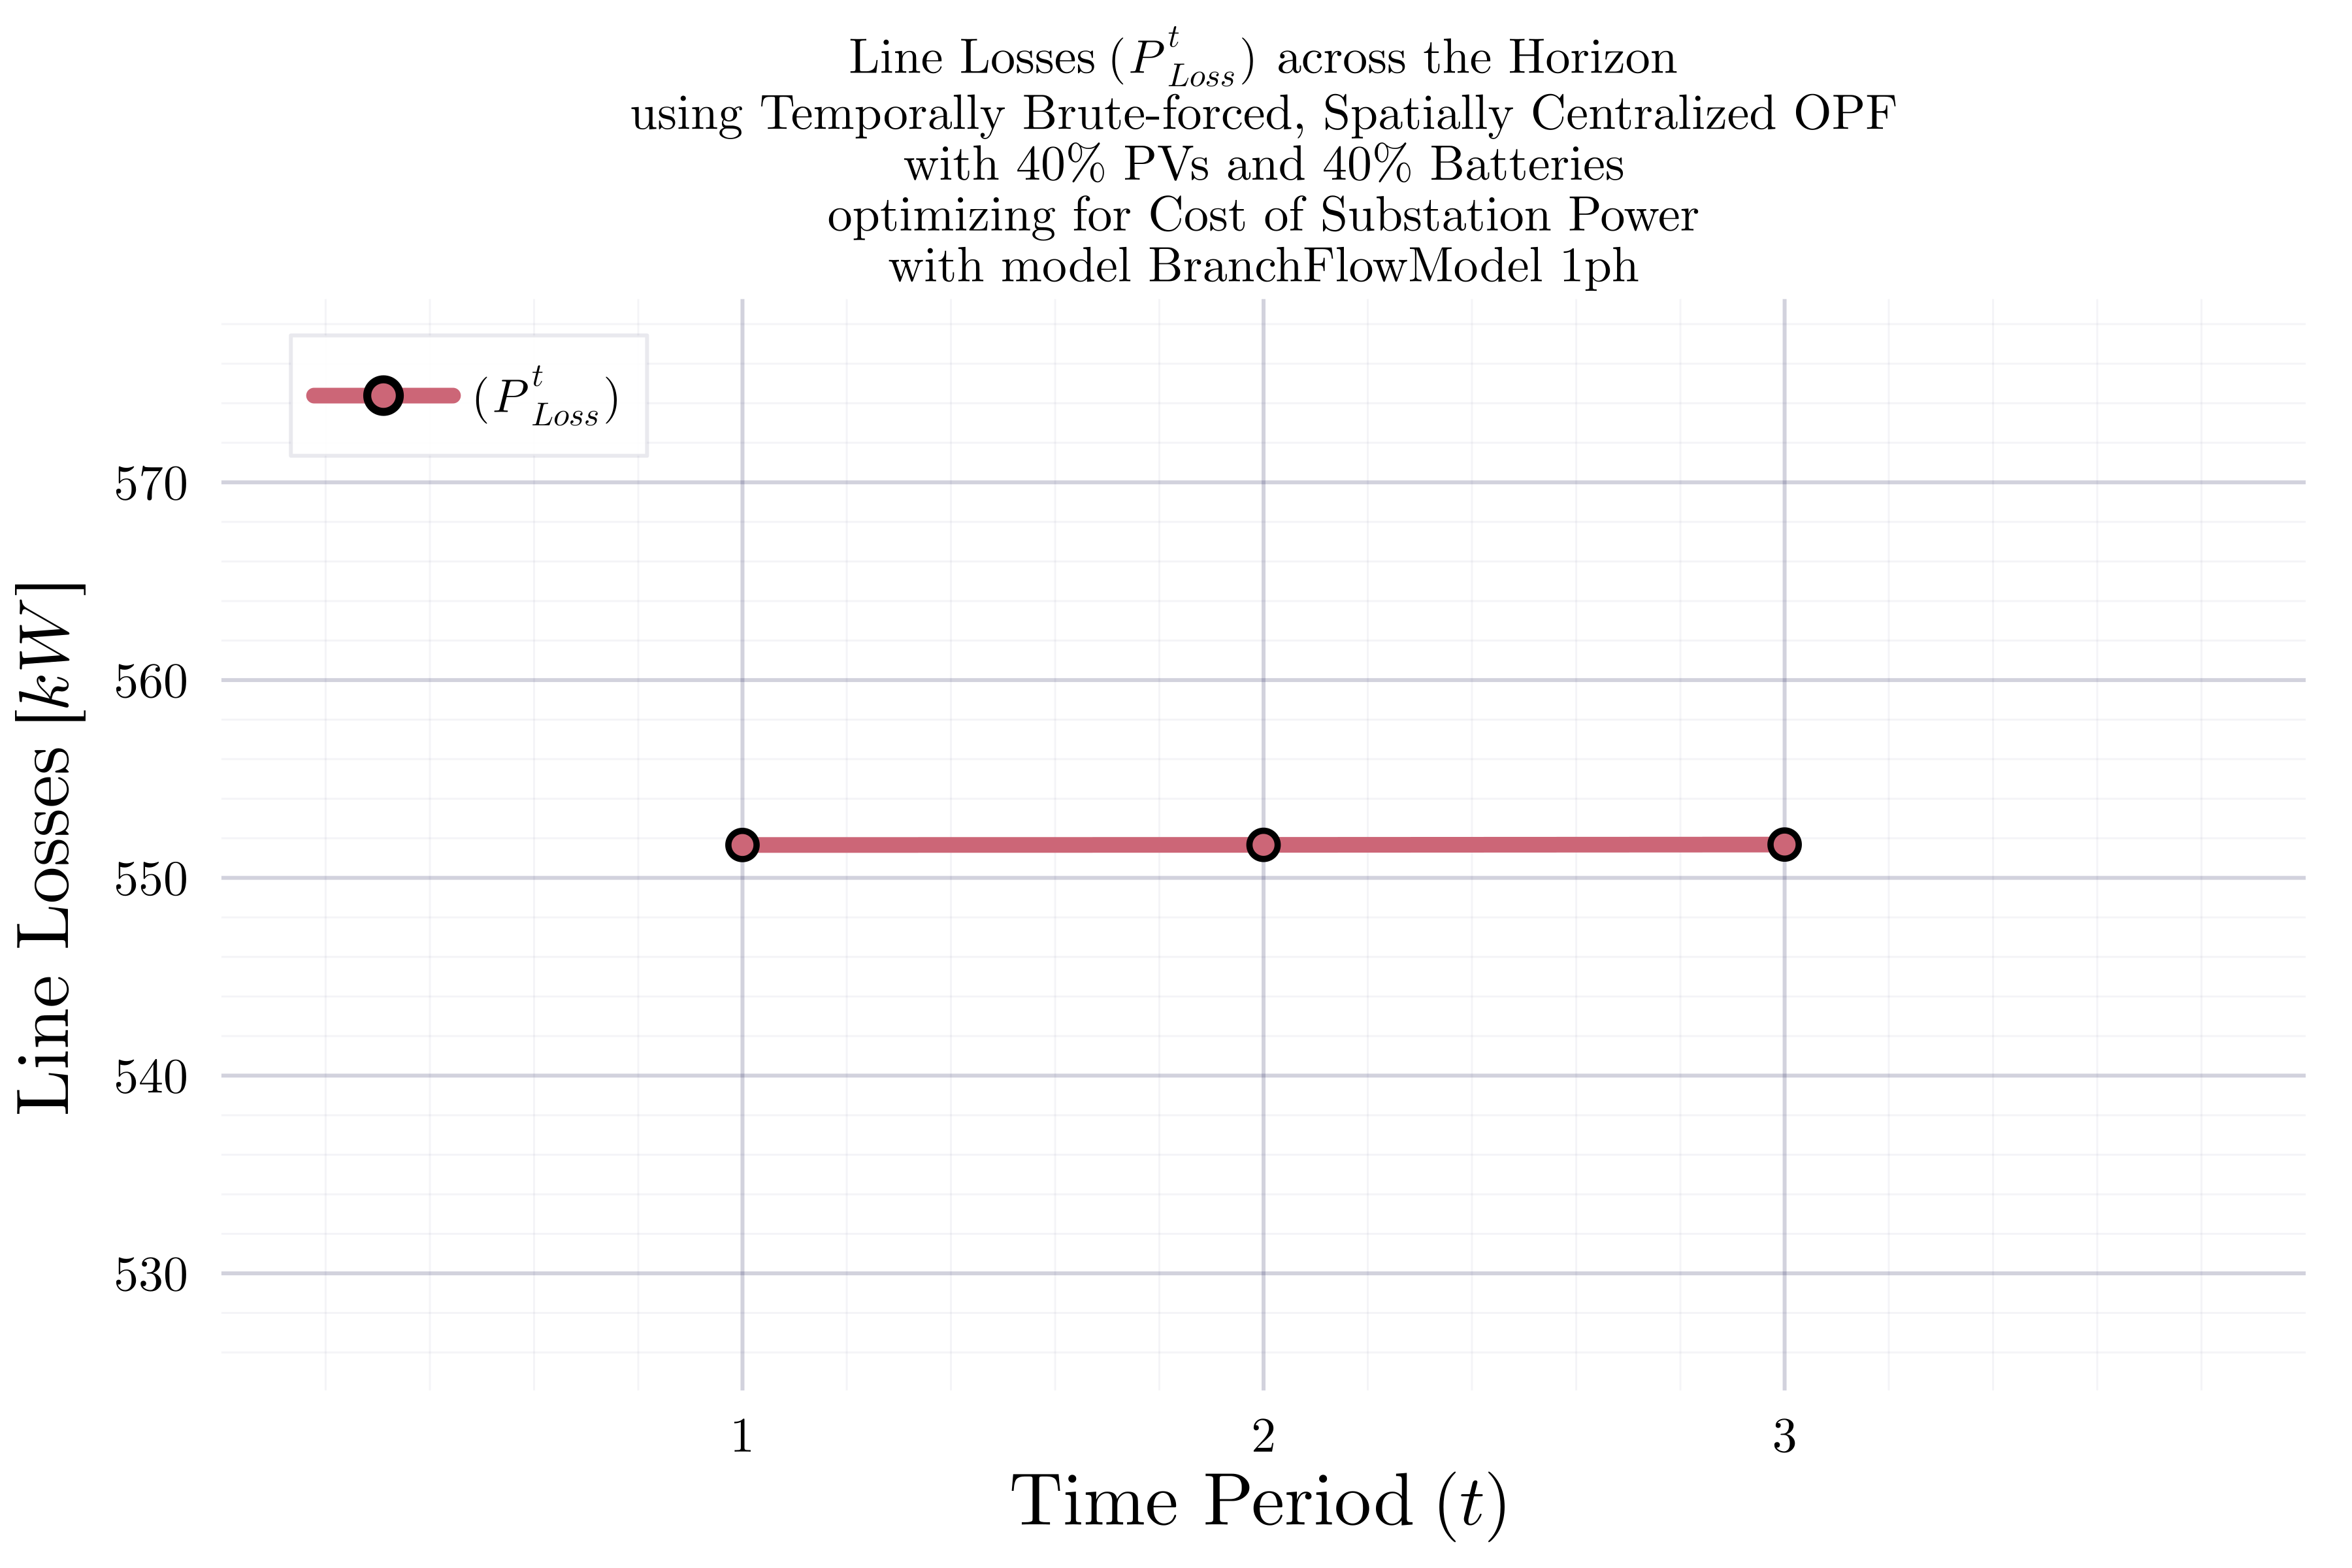 Line Losses (P^t_Loss) across the Horizon
using Temporally Brute-forced, Spatially Centralized OPF
with 40% PVs and 40% Batteries
optimizing for Cost of Substation Power
with model BranchFlowModel 1ph
(P^t_Loss)
Line Losses [kW]
570
560
550
540
530
1 2 3
Time Period (t)